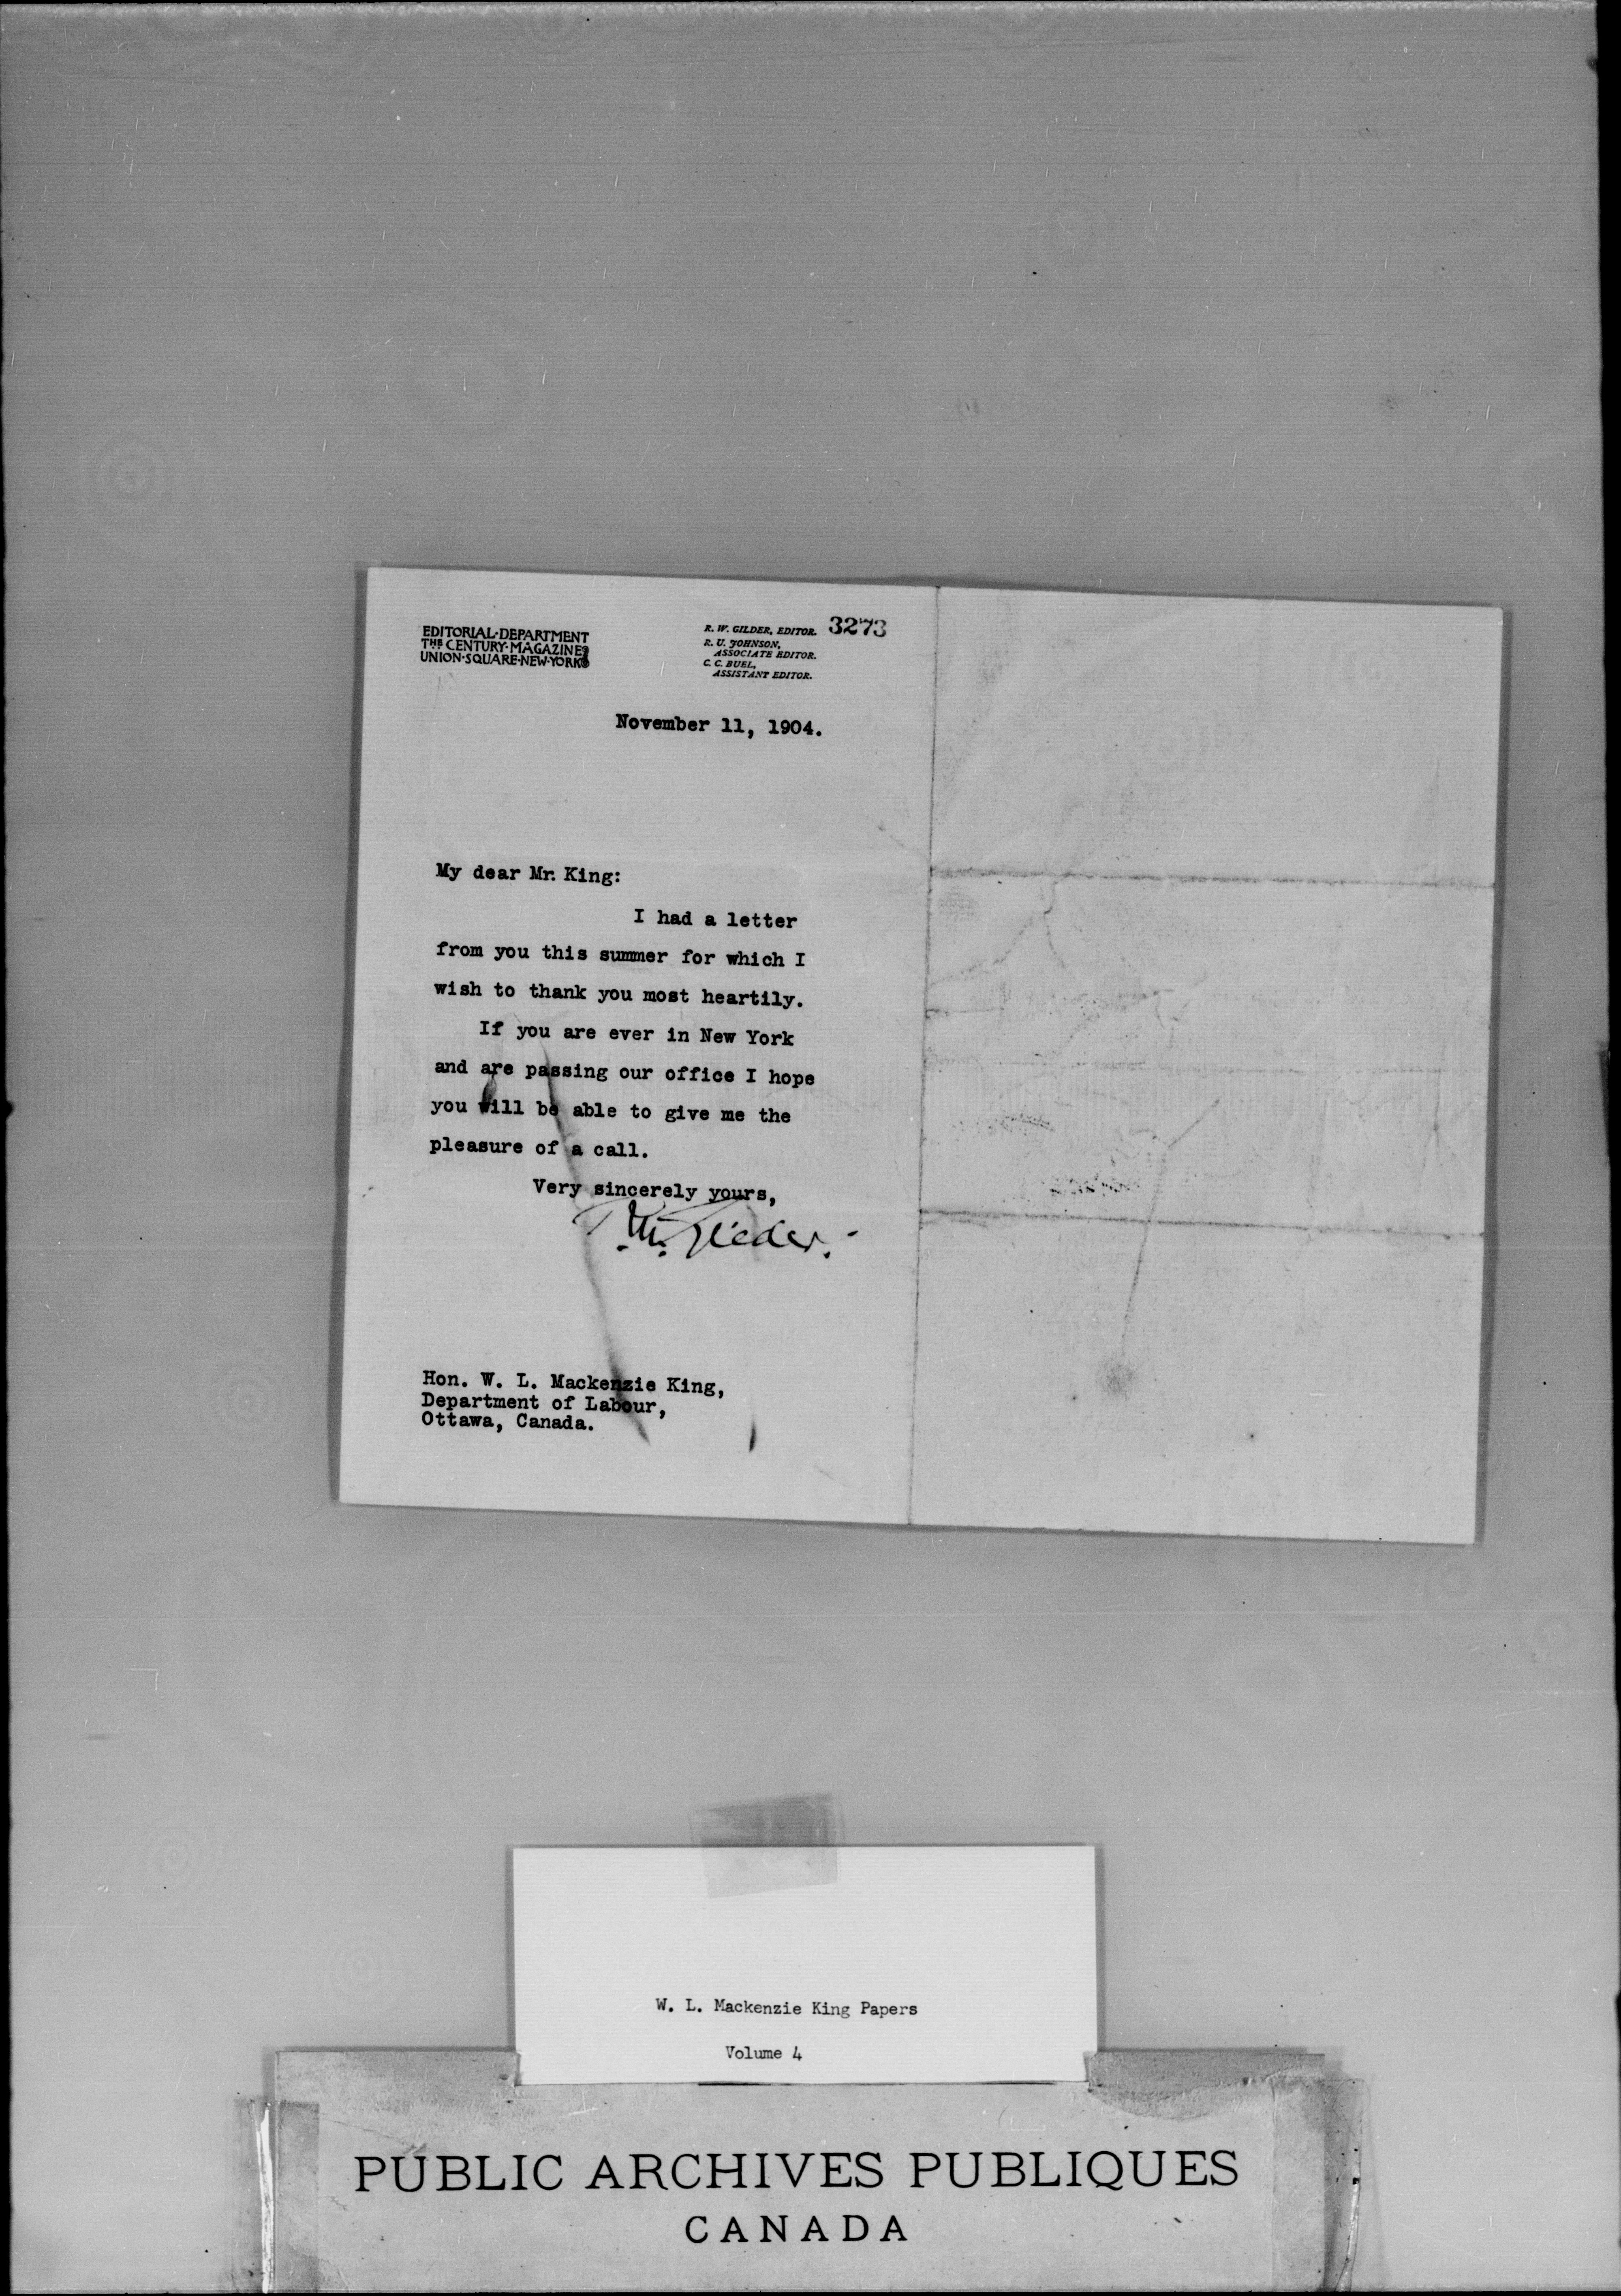 EDITORIAL·DEPARTMENT
THE CENTURY·MAGAZINE
UNION·SQUARE·NEW·YORK
R. W. GILDER, EDITOR.
R. U. JOHNSON,
ASSOCIATE EDITOR.
C. C. BUEL,
ASSISTANT EDITOR.
3273
November 11, 1904.
My dear Mr. King:
I had a letter
from you this summer for which I
wish to thank you most heartily.
If you are ever in New York
and are passing our office I hope
you will be able to give me the
pleasure of a call.
Very sincerely yours,
R. W. Gilder.
Hon. W. L. Mackenzie King,
Department of Labour,
Ottawa, Canada.
W. L. Mackenzie King Papers
Volume 4
PUBLIC ARCHIVES PUBLIQUES
CANADA